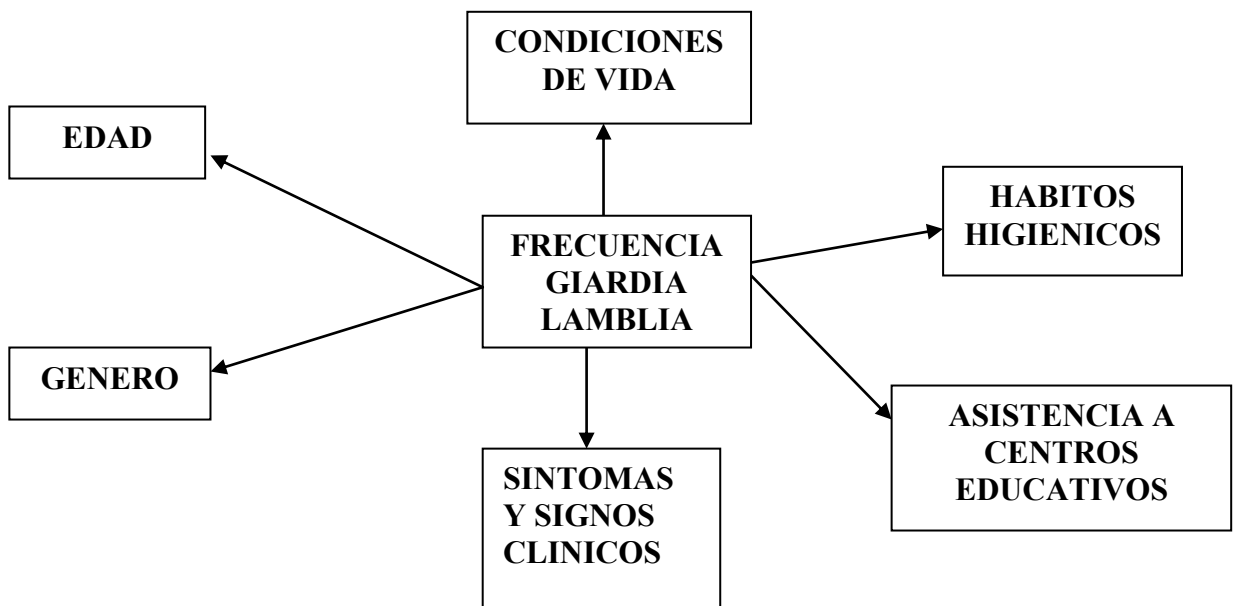 CONDICIONES
DE VIDA
EDAD
HABITOS
HIGIENICOS
FRECUENCIA
GIARDIA
LAMBLIA
GENERO
ASISTENCIA A
CENTROS
EDUCATIVOS
SINTOMAS
Y SIGNOS
CLINICOS